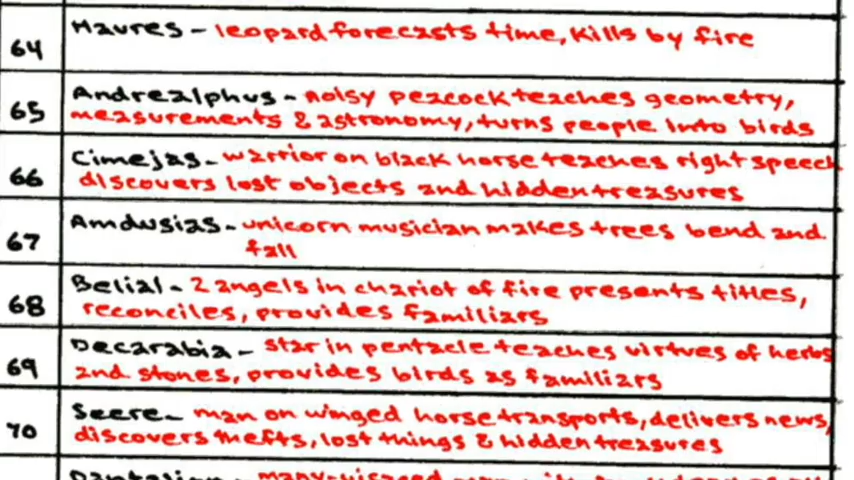 64 Haures - leopard forecasts time, kills by fire
65 Andrealphus - noisy peacock teaches geometry,
measurements & astronomy, turns people into birds
66 Cimejas - warrior on black horse teaches right speech
discovers lost objects and hidden treasures
67 Amdusias - unicorn musician makes trees bend and
fall
68 Belial - 2 angels in chariot of fire presents titles,
reconciles, provides familiars
69 Decarabia - star in pentacle teaches virtues of herbs
and stones, provides birds as familiars
70 Seere - man on winged horse transports, delivers news,
discovers thefts, lost things & hidden treasures